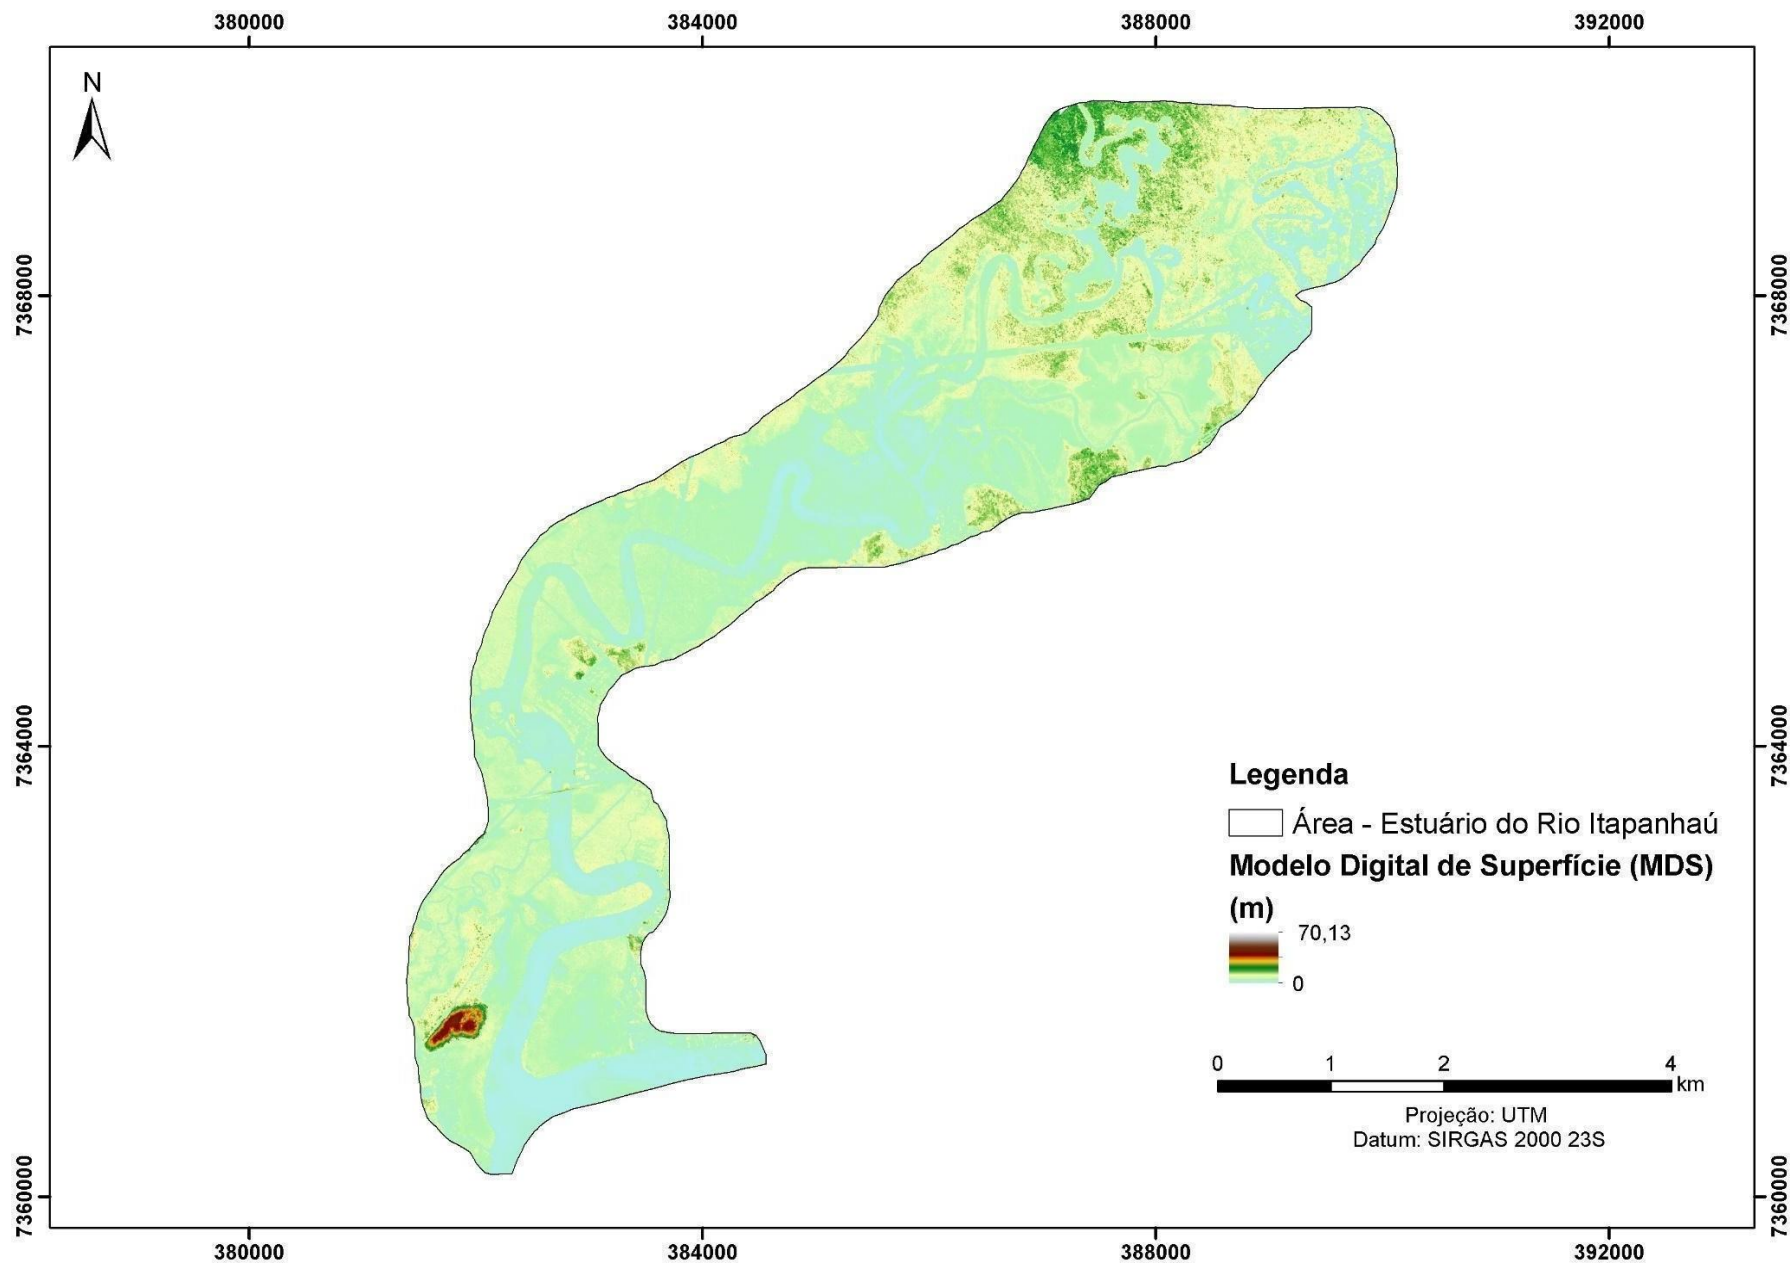 380000 384000 388000 392000
N
7368000 7368000
7364000 7364000
Legenda
Área - Estuário do Rio Itapanhaú
Modelo Digital de Superfície (MDS)
(m)
70,13
0
0 1 2 4
km
Projeção: UTM
Datum: SIRGAS 2000 23S
7360000 7360000
380000 384000 388000 392000